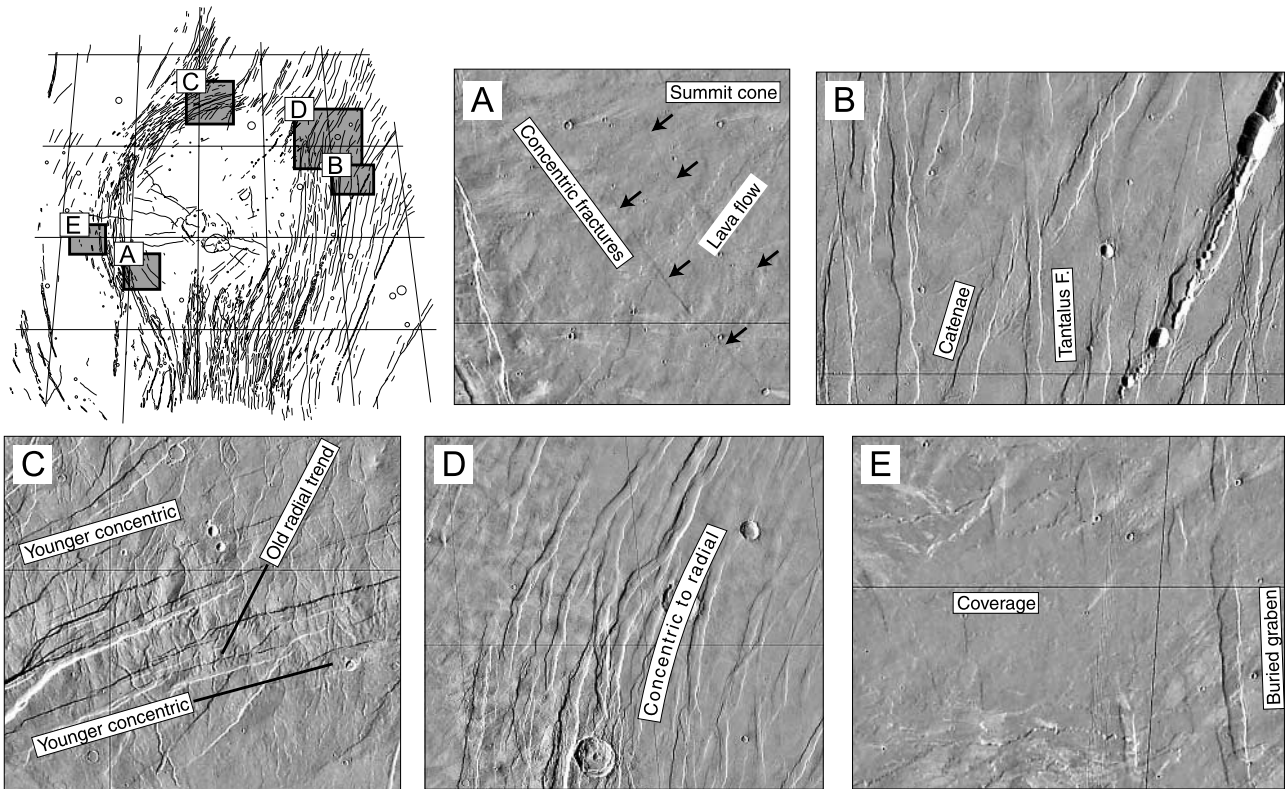 C
D
B
E
A
A
Summit cone
Concentric fractures
Lava flow
B
Catenae
Tantalus F.
C
Younger concentric
Old radial trend
Younger concentric
D
Concentric to radial
E
Coverage
Buried graben